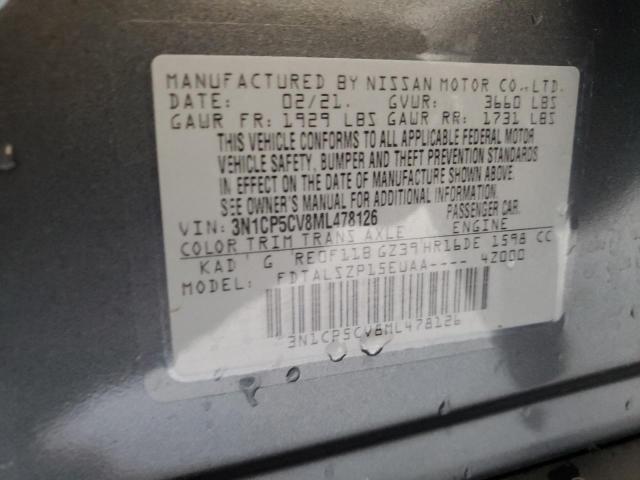 MANUFACTURED BY NISSAN MOTOR CO.,LTD.
DATE: 02/21. GVWR: 3660 LBS
GAWR FR: 1929 LBS GAWR RR: 1731 LBS
THIS VEHICLE CONFORMS TO ALL APPLICABLE FEDERAL MOTOR
VEHICLE SAFETY, BUMPER AND THEFT PREVENTION STANDARDS
IN EFFECT ON THE DATE OF MANUFACTURE SHOWN ABOVE.
SEE OWNER'S MANUAL FOR ADDITIONAL INFORMATION.
VIN: 3N1CP5CV8ML478126 PASSENGER CAR.
COLOR TRIM TRANS AXLE ENGINE
KAD G RE0F11B GZ39 HR16DE 1598 CC
MODEL: FDTALSZP15EUAA---- 4Z000
3N1CP5CV8ML478126